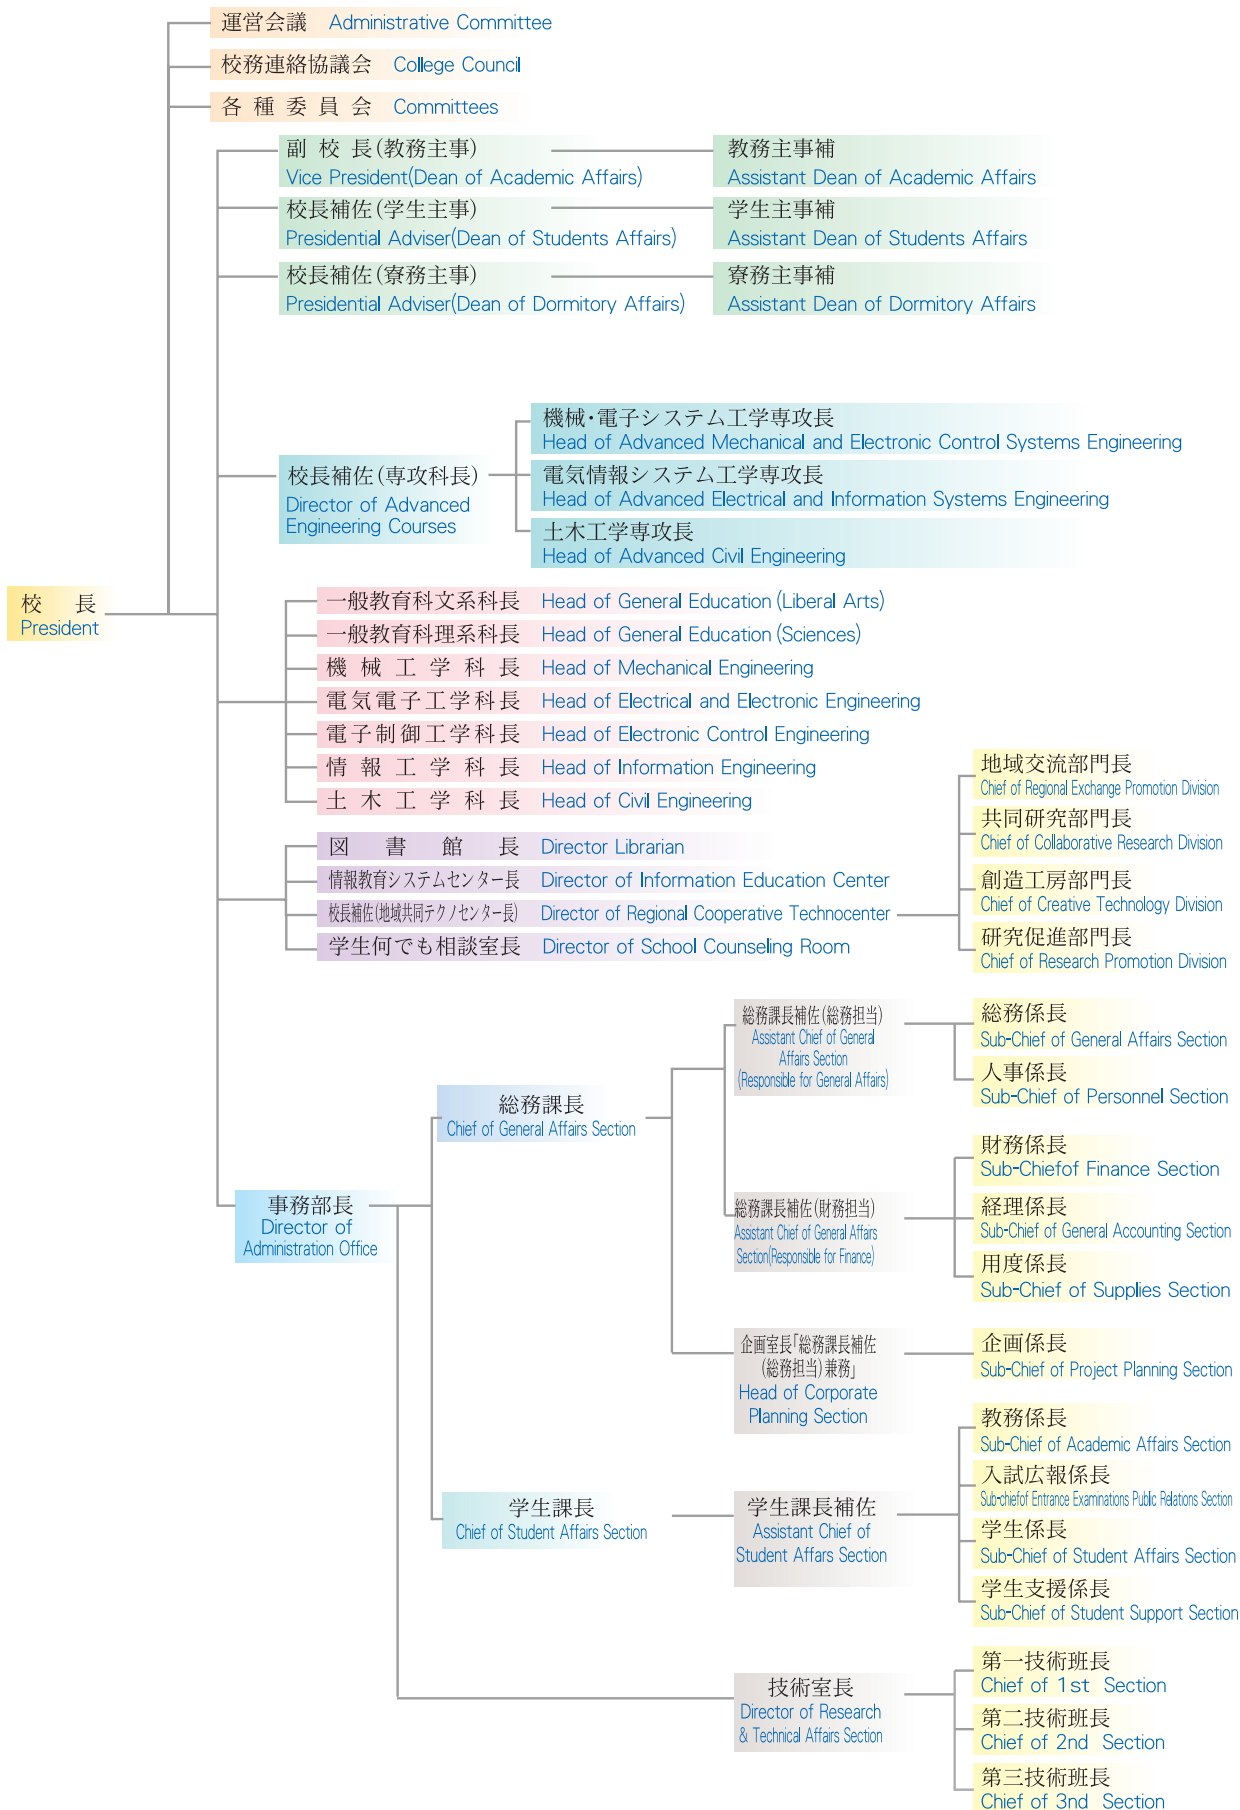 運営会議 Administrative Committee
校務連絡協議会 College Council
各種委員会 Committees
副校長(教務主事)
Vice President(Dean of Academic Affairs)
教務主事補
Assistant Dean of Academic Affairs
校長補佐(学生主事)
Presidential Adviser(Dean of Students Affairs)
学生主事補
Assistant Dean of Students Affairs
校長補佐(寮務主事)
Presidential Adviser(Dean of Dormitory Affairs)
寮務主事補
Assistant Dean of Dormitory Affairs
校長補佐(専攻科長)
Director of Advanced
Engineering Courses
機械・電子システム工学専攻長
Head of Advanced Mechanical and Electronic Control Systems Engineering
電気情報システム工学専攻長
Head of Advanced Electrical and Information Systems Engineering
土木工学専攻長
Head of Advanced Civil Engineering
校長
President
一般教育科文系科長 Head of General Education (Liberal Arts)
一般教育科理系科長 Head of General Education (Sciences)
機械工学科長 Head of Mechanical Engineering
電気電子工学科長 Head of Electrical and Electronic Engineering
電子制御工学科長 Head of Electronic Control Engineering
情報工学科長 Head of Information Engineering
土木工学科長 Head of Civil Engineering
図書館長 Director Librarian
情報教育システムセンター長 Director of Information Education Center
校長補佐(地域共同テクノセンター長) Director of Regional Cooperative Technocenter
学生何でも相談室長 Director of School Counseling Room
地域交流部門長
Chief of Regional Exchange Promotion Division
共同研究部門長
Chief of Collaborative Research Division
創造工房部門長
Chief of Creative Technology Division
研究促進部門長
Chief of Research Promotion Division
事務部長
Director of
Administration Office
総務課長
Chief of General Affairs Section
総務課長補佐(総務担当)
Assistant Chief of General
Affairs Section
(Responsible for General Affairs)
総務係長
Sub-Chief of General Affairs Section
人事係長
Sub-Chief of Personnel Section
総務課長補佐(財務担当)
Assistant Chief of General Affairs
Section(Responsible for Finance)
財務係長
Sub-Chiefof Finance Section
経理係長
Sub-Chief of General Accounting Section
用度係長
Sub-Chief of Supplies Section
企画室長「総務課長補佐
(総務担当)兼務」
Head of Corporate
Planning Section
企画係長
Sub-Chief of Project Planning Section
学生課長
Chief of Student Affairs Section
学生課長補佐
Assistant Chief of
Student Affars Section
教務係長
Sub-Chief of Academic Affairs Section
入試広報係長
Sub-chiefof Entrance Examinations Public Relations Section
学生係長
Sub-Chief of Student Affairs Section
学生支援係長
Sub-Chief of Student Support Section
技術室長
Director of Research
& Technical Affairs Section
第一技術班長
Chief of 1st Section
第二技術班長
Chief of 2nd Section
第三技術班長
Chief of 3nd Section